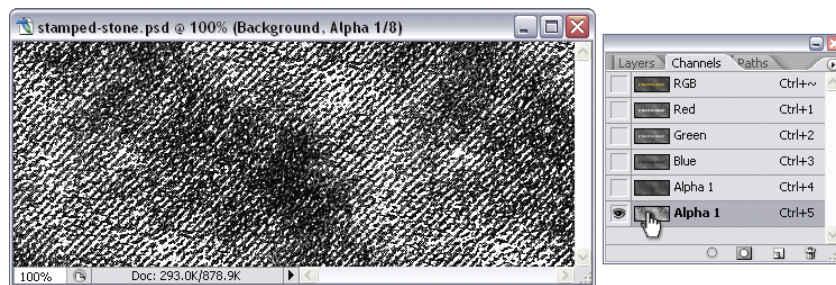 stamped-stone.psd @ 100% (Background, Alpha 1/8)
100%
Doc: 293.0K/878.9K
Layers
Channels
Paths
RGB Ctrl+~
Red Ctrl+1
Green Ctrl+2
Blue Ctrl+3
Alpha 1 Ctrl+4
Alpha 1 Ctrl+5